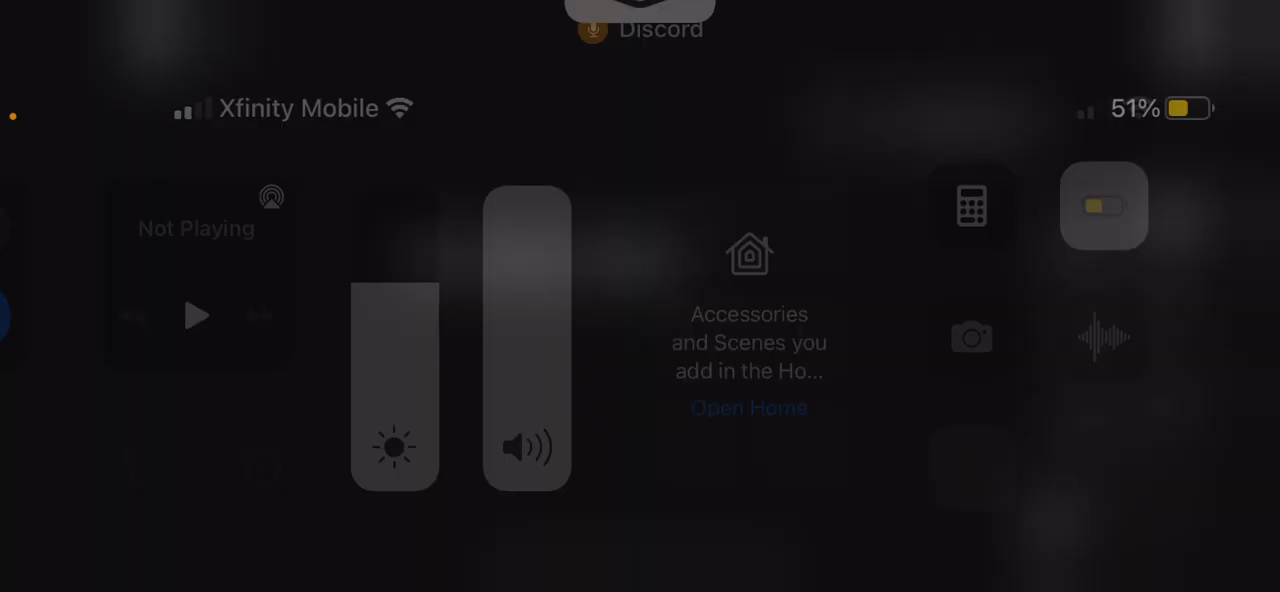 Discord
Xfinity Mobile
51%
Not Playing
Accessories
and Scenes you
add in the Ho...
Open Home